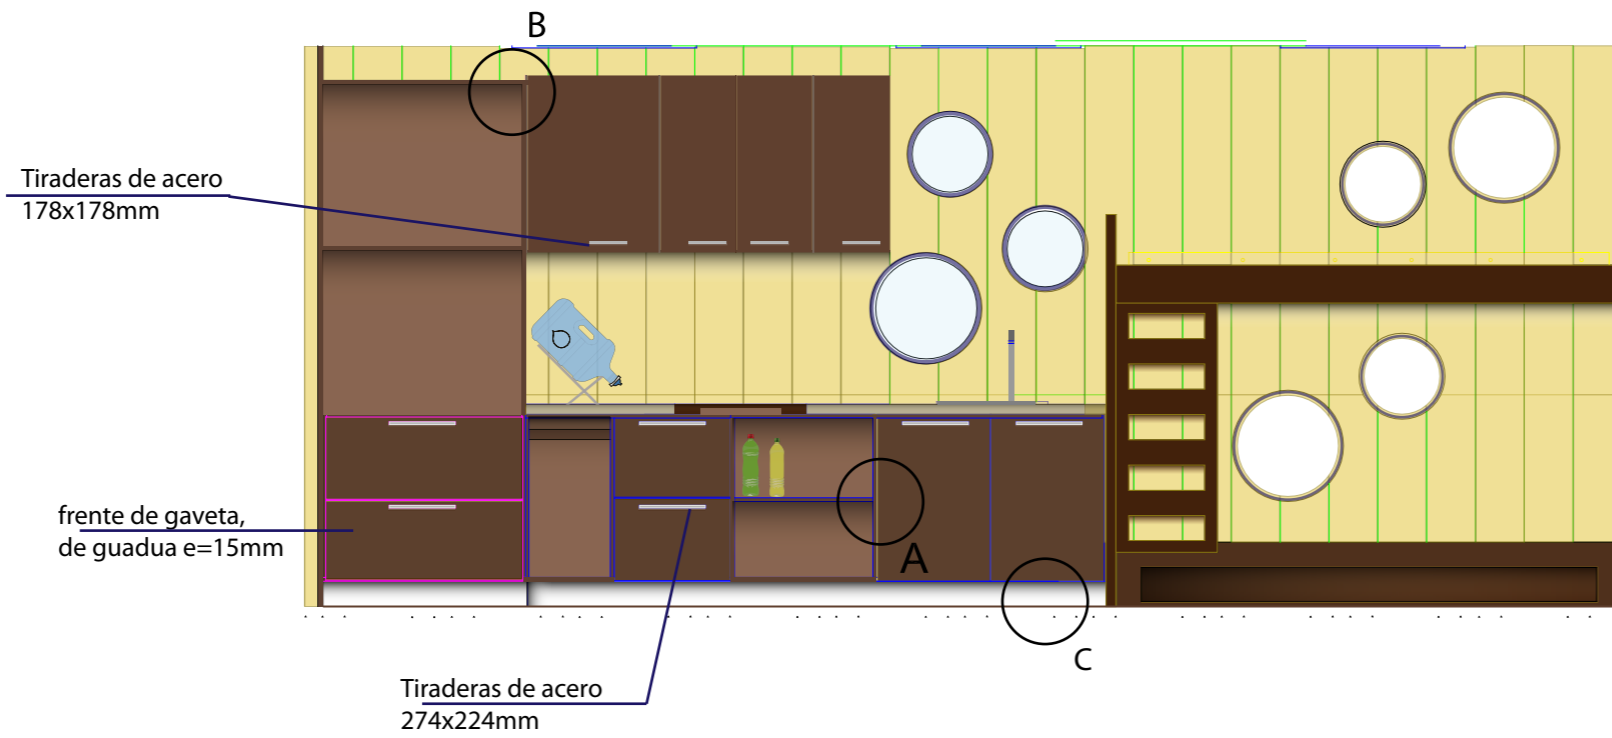 B
Tiraderas de acero
178x178mm
frente de gaveta,
de guadua e=15mm
A
C
Tiraderas de acero
274x224mm